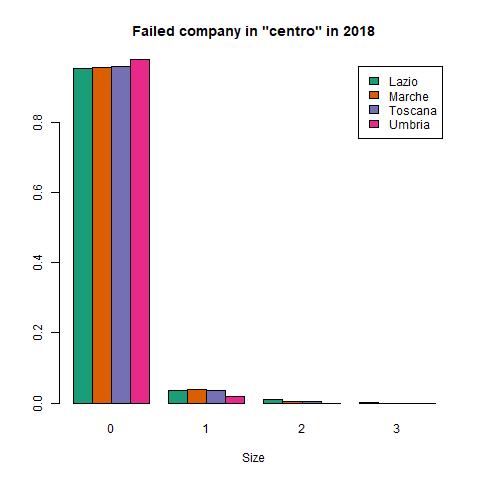 Failed company in "centro" in 2018
Lazio
Marche
Toscana
Umbria
0.8
0.6
0.4
0.2
0.0
0 1 2 3
Size